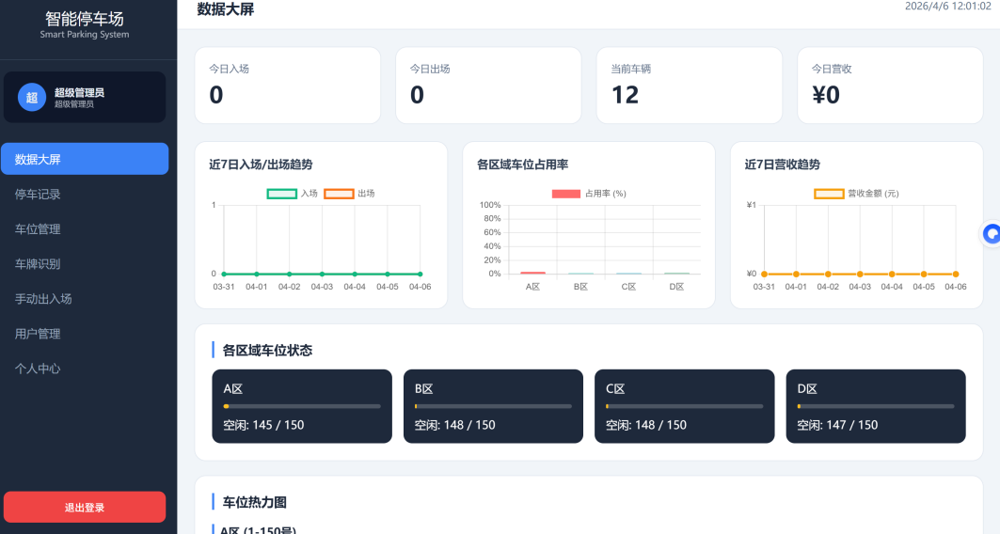 智能停车场
Smart Parking System
超
超级管理员
超级管理员
数据大屏
停车记录
车位管理
车牌识别
手动出入场
用户管理
个人中心
退出登录
数据大屏
2026/4/6 12:01:02
今日入场
0
今日出场
0
当前车辆
12
今日营收
¥0
近7日入场/出场趋势
入场 出场
1
0
03-31 04-01 04-02 04-03 04-04 04-05 04-06
各区域车位占用率
占用率 (%)
100%
80%
60%
40%
20%
0%
A区 B区 C区 D区
近7日营收趋势
营收金额 (元)
¥1
¥0
03-31 04-01 04-02 04-03 04-04 04-05 04-06
各区域车位状态
A区
空闲: 145 / 150
B区
空闲: 148 / 150
C区
空闲: 148 / 150
D区
空闲: 147 / 150
车位热力图
A区 (1-150号)